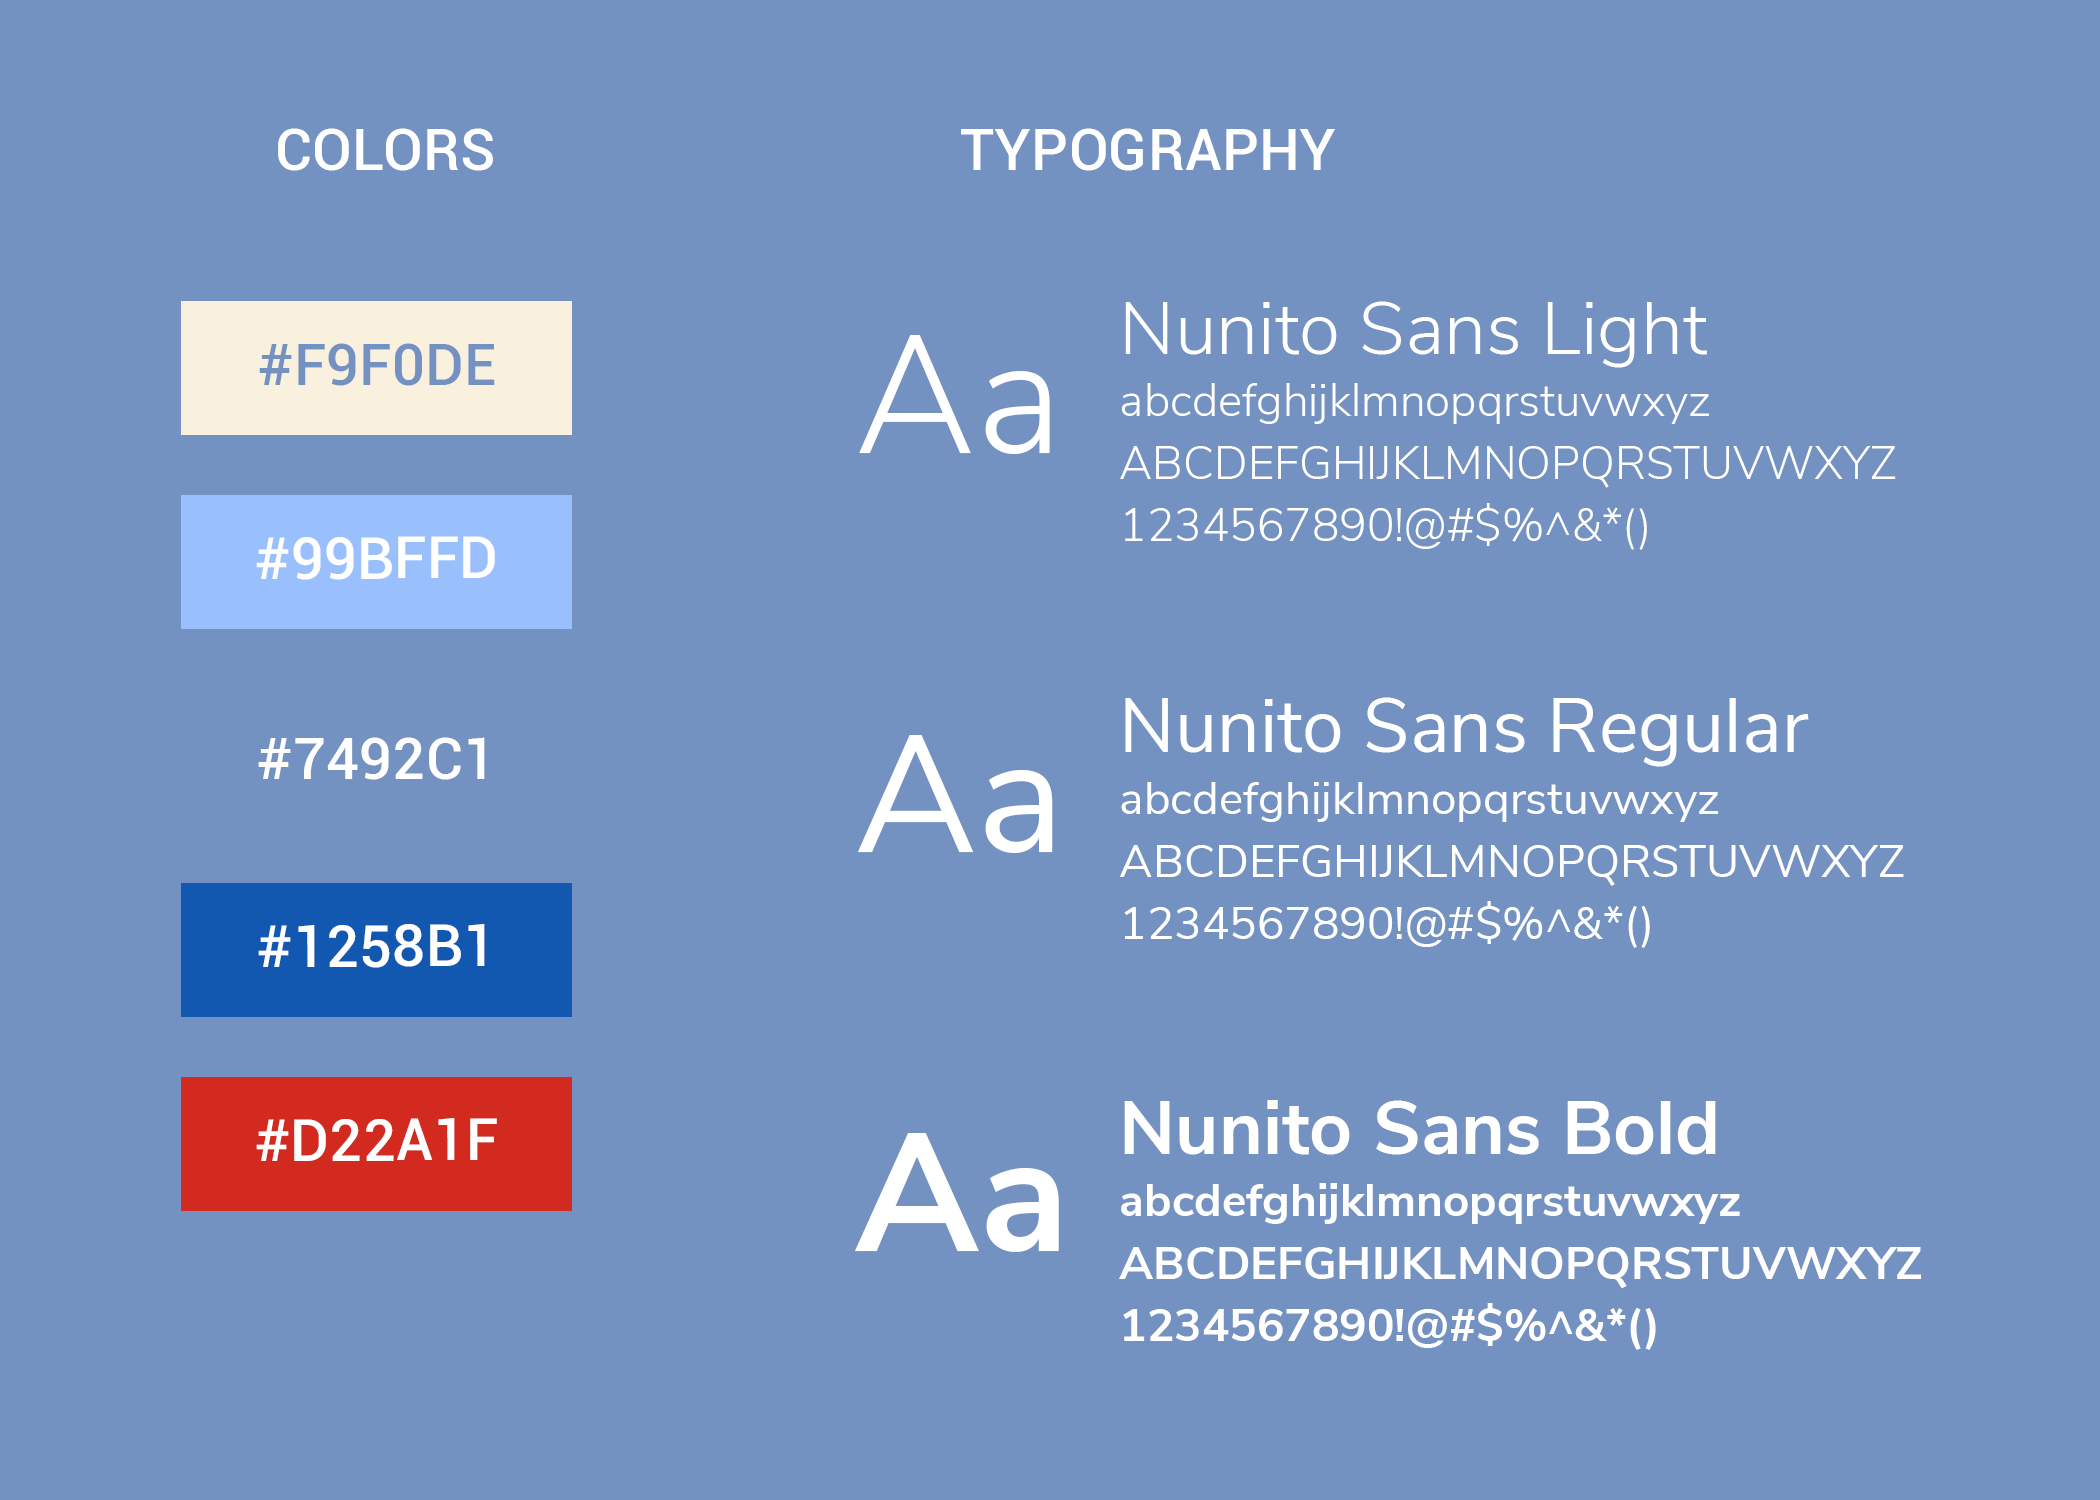 COLORS
#F9F0DE
#99BFFD
#7492C1
#1258B1
#D22A1F
TYPOGRAPHY
Aa
Nunito Sans Light
abcdefghijklmnopqrstuvwxyz
ABCDEFGHIJKLMNOPQRSTUVWXYZ
1234567890!@#$%^&*()
Aa
Nunito Sans Regular
abcdefghijklmnopqrstuvwxyz
ABCDEFGHIJKLMNOPQRSTUVWXYZ
1234567890!@#$%^&*()
Aa
Nunito Sans Bold
abcdefghijklmnopqrstuvwxyz
ABCDEFGHIJKLMNOPQRSTUVWXYZ
1234567890!@#$%^&*()